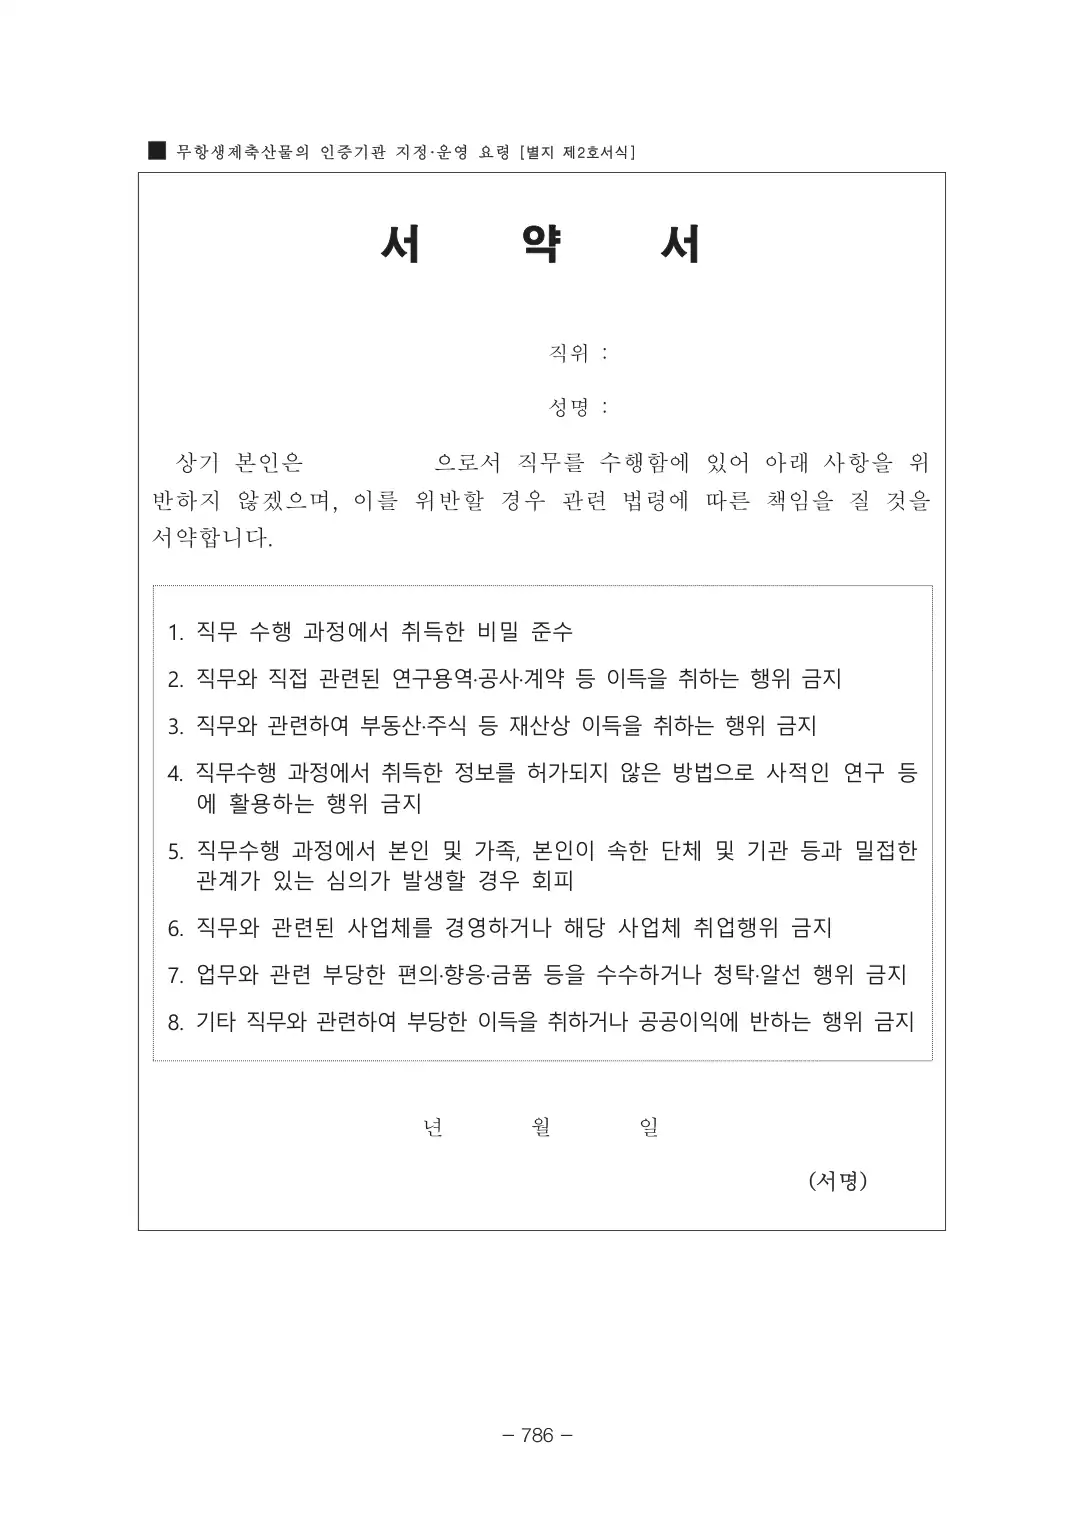 ■ 무항생제축산물의 인증기관 지정·운영 요령 [별지 제2호서식]
서 약 서
직위 :
성명 :
상기 본인은 으로서 직무를 수행함에 있어 아래 사항을 위
반하지 않겠으며, 이를 위반할 경우 관련 법령에 따른 책임을 질 것을
서약합니다.
1. 직무 수행 과정에서 취득한 비밀 준수
2. 직무와 직접 관련된 연구용역·공사·계약 등 이득을 취하는 행위 금지
3. 직무와 관련하여 부동산·주식 등 재산상 이득을 취하는 행위 금지
4. 직무수행 과정에서 취득한 정보를 허가되지 않은 방법으로 사적인 연구 등
에 활용하는 행위 금지
5. 직무수행 과정에서 본인 및 가족, 본인이 속한 단체 및 기관 등과 밀접한
관계가 있는 심의가 발생할 경우 회피
6. 직무와 관련된 사업체를 경영하거나 해당 사업체 취업행위 금지
7. 업무와 관련 부당한 편의·향응·금품 등을 수수하거나 청탁·알선 행위 금지
8. 기타 직무와 관련하여 부당한 이득을 취하거나 공공이익에 반하는 행위 금지
년 월 일
(서명)
- 786 -